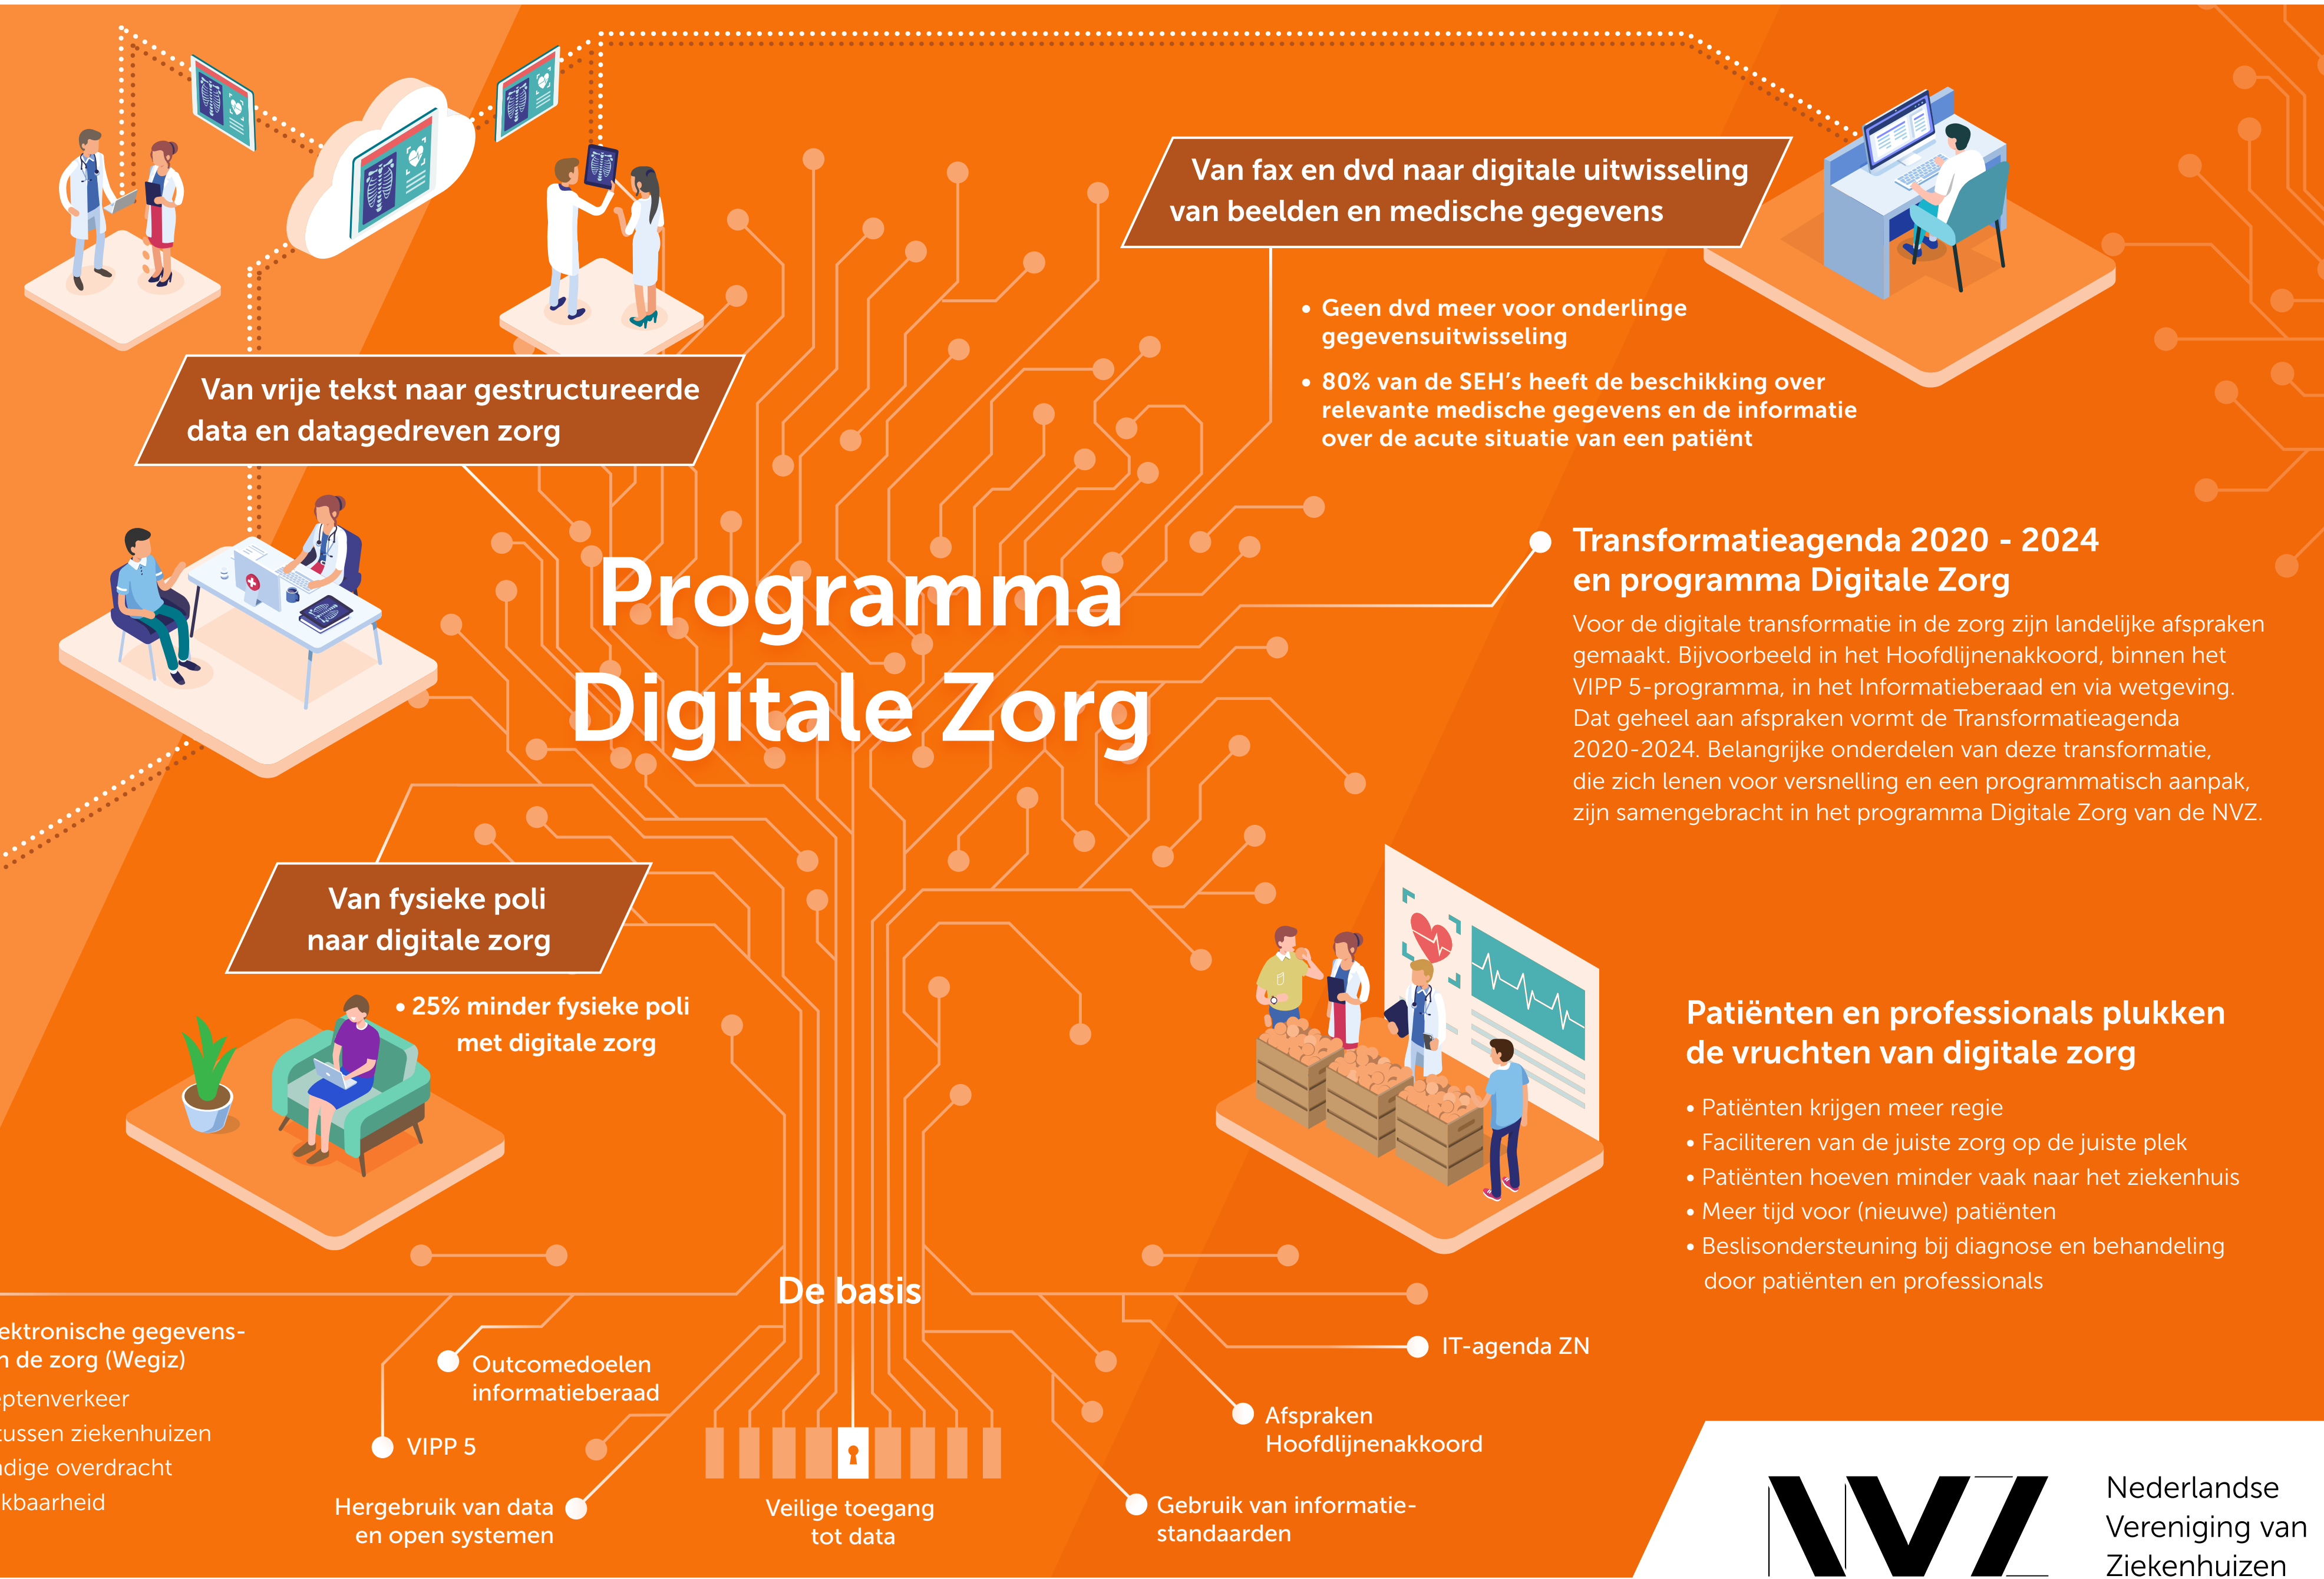 Van fax en dvd naar digitale uitwisseling
van beelden en medische gegevens
• Geen dvd meer voor onderlinge
gegevensuitwisseling
• 80% van de SEH's heeft de beschikking over
relevante medische gegevens en de informatie
over de acute situatie van een patiënt
Van vrije tekst naar gestructureerde
data en datagedreven zorg
Programma
Digitale Zorg
Transformatieagenda 2020 - 2024
en programma Digitale Zorg
Voor de digitale transformatie in de zorg zijn landelijke afspraken
gemaakt. Bijvoorbeeld in het Hoofdlijnenakkoord, binnen het
VIPP 5-programma, in het Informatieberaad en via wetgeving.
Dat geheel aan afspraken vormt de Transformatieagenda
2020-2024. Belangrijke onderdelen van deze transformatie,
die zich lenen voor versnelling en een programmatisch aanpak,
zijn samengebracht in het programma Digitale Zorg van de NVZ.
Van fysieke poli
naar digitale zorg
• 25% minder fysieke poli
met digitale zorg
Patiënten en professionals plukken
de vruchten van digitale zorg
• Patiënten krijgen meer regie
• Faciliteren van de juiste zorg op de juiste plek
• Patiënten hoeven minder vaak naar het ziekenhuis
• Meer tijd voor (nieuwe) patiënten
• Beslisondersteuning bij diagnose en behandeling
door patiënten en professionals
De basis
ektronische gegevens-
n de zorg (Wegiz)
eptenverkeer
tussen ziekenhuizen
ndige overdracht
kbaarheid
Outcomedoelen
informatieberaad
VIPP 5
Hergebruik van data
en open systemen
Veilige toegang
tot data
IT-agenda ZN
Afspraken
Hoofdlijnenakkoord
Gebruik van informatie-
standaarden
NVZ
Nederlandse
Vereniging van
Ziekenhuizen